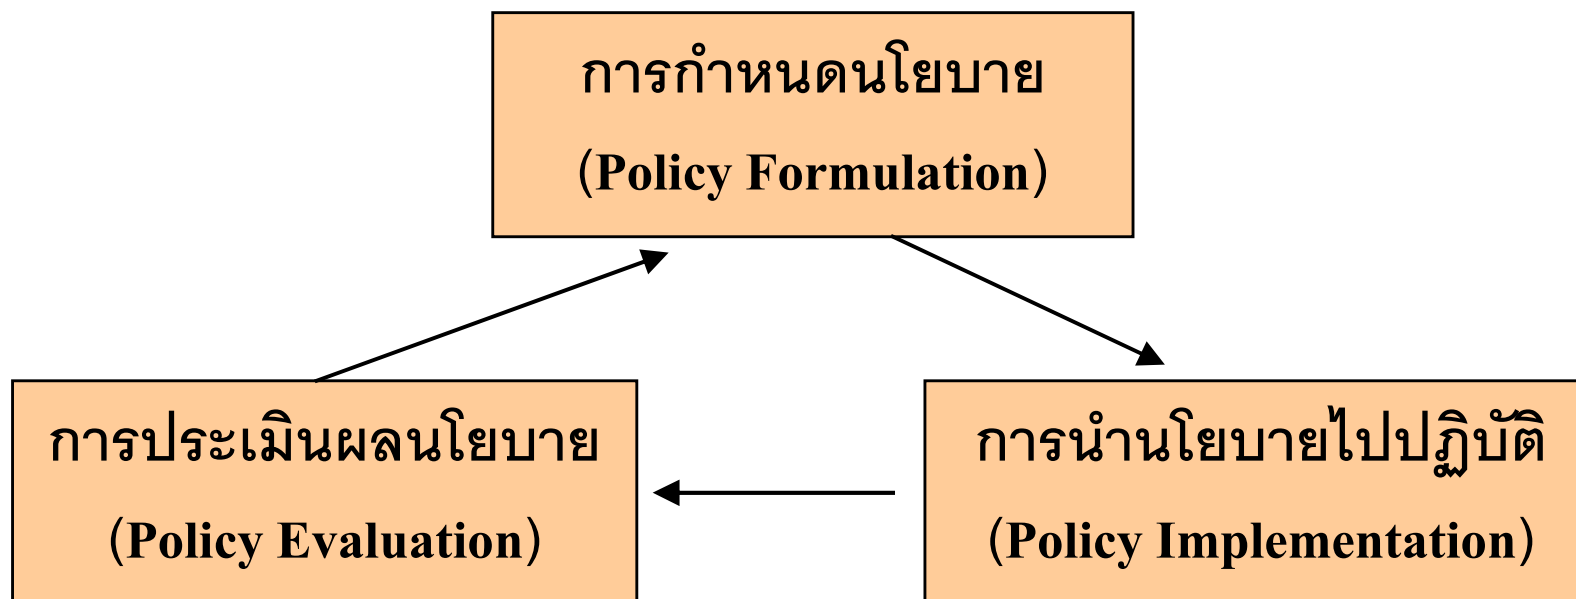 การกำหนดนโยบาย
(Policy Formulation)
การประเมินผลนโยบาย
(Policy Evaluation)
การนำนโยบายไปปฏิบัติ
(Policy Implementation)